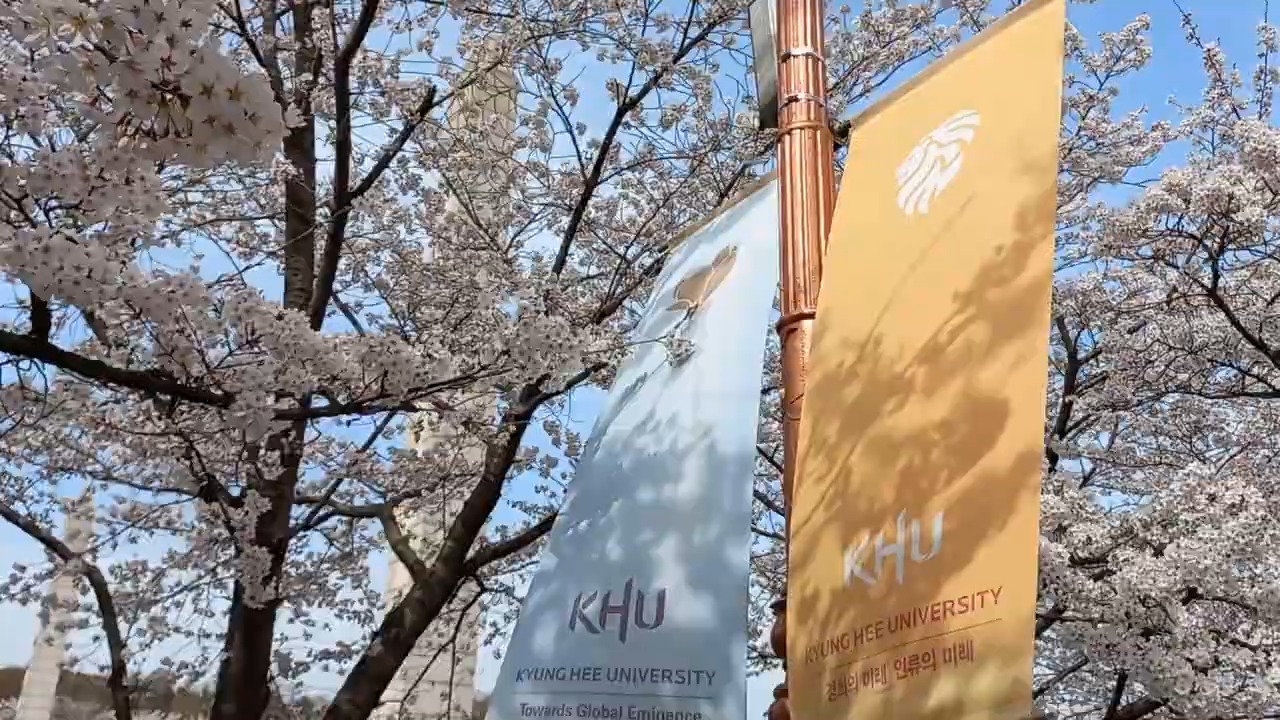 KHU
KYUNG HEE UNIVERSITY
Towards Global Eminence
KHU
KYUNG HEE UNIVERSITY
경희의 미래 인류의 미래